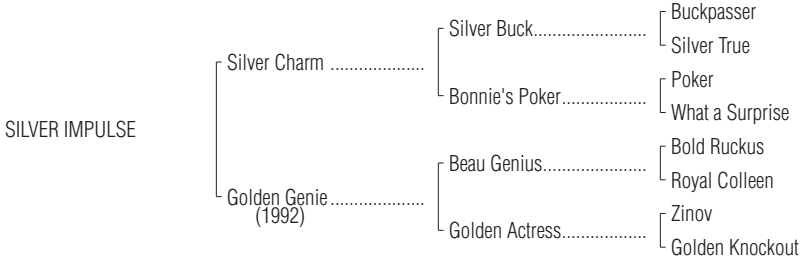 Buckpasser
Silver Buck.......................
Silver True
Silver Charm ...................
Poker
Bonnie's Poker.................
What a Surprise
SILVER IMPULSE
Bold Ruckus
Beau Genius.....................
Royal Colleen
Golden Genie ...................
(1992)
Zinov
Golden Actress.................
Golden Knockout